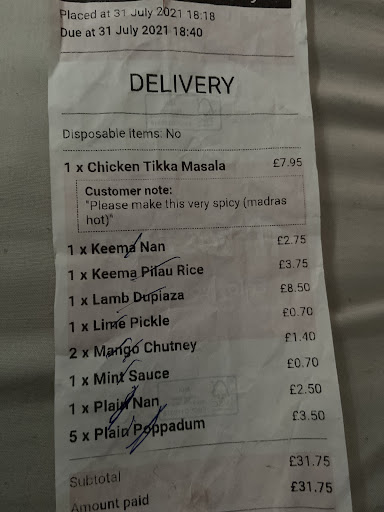 Placed at 31 July 2021 18:18
Due at 31 July 2021 18:40
DELIVERY
Disposable items: No
1 x Chicken Tikka Masala £7.95
Customer note:
"Please make this very spicy (madras
hot)"
1 x Keema Nan £2.75
1 x Keema Pilau Rice £3.75
1 x Lamb Dupiaza £8.50
1 x Lime Pickle £0.70
2 x Mango Chutney £1.40
1 x Mint Sauce £0.70
1 x Plain Nan £2.50
5 x Plain Poppadum £3.50
Subtotal £31.75
Amount paid £31.75